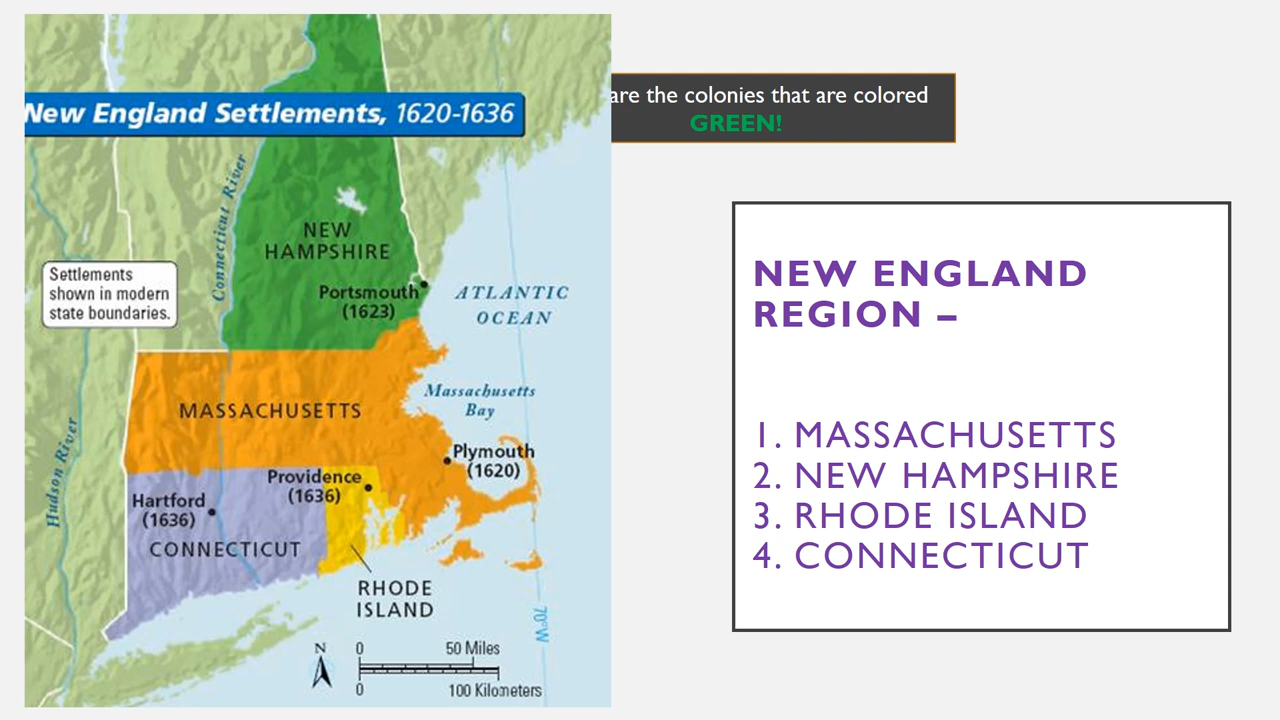 New England Settlements, 1620-1636
are the colonies that are colored
GREEN!
Connecticut River
NEW
HAMPSHIRE
Settlements
shown in modern
state boundaries.
Portsmouth
(1623)
ATLANTIC
OCEAN
MASSACHUSETTS
Massachusetts
Bay
Hudson River
Plymouth
(1620)
Providence
(1636)
Hartford
(1636)
CONNECTICUT
RHODE
ISLAND
70°W
N
0 50 Miles
0 100 Kilometers
NEW ENGLAND
REGION –
1. MASSACHUSETTS
2. NEW HAMPSHIRE
3. RHODE ISLAND
4. CONNECTICUT